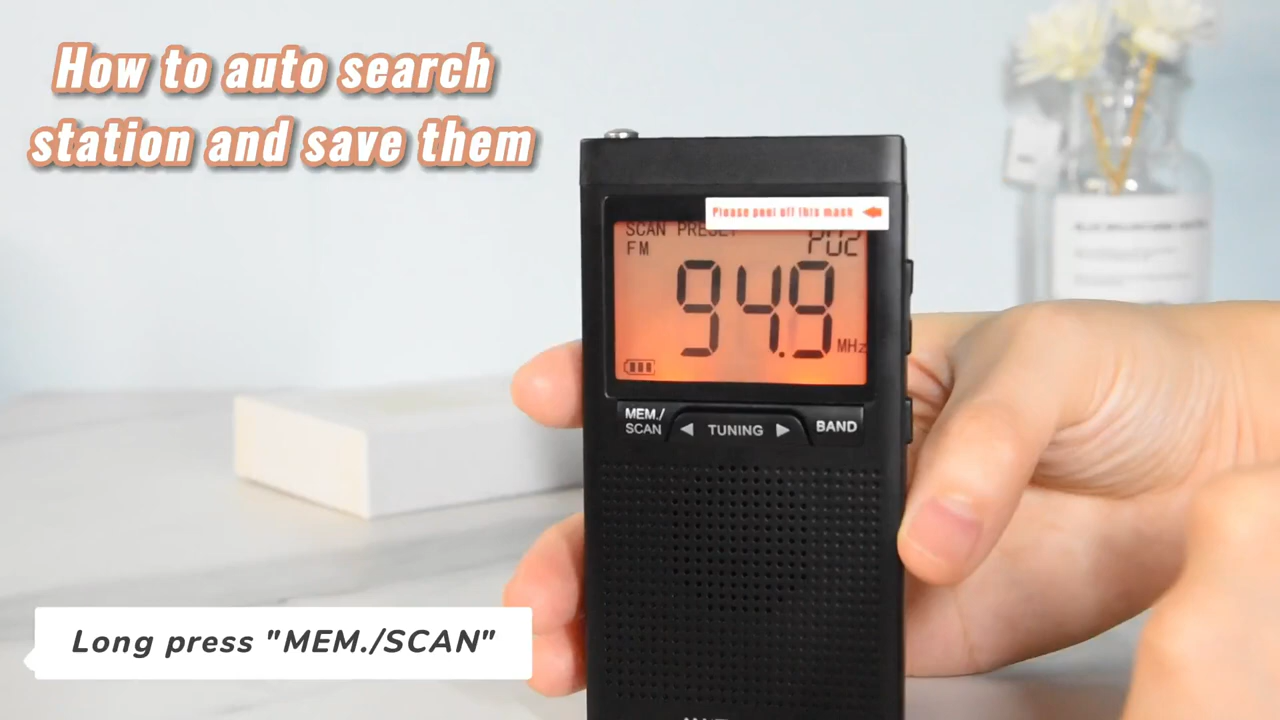 How to auto search
station and save them
Please peel off this mask
SCAN PRESET
P02
FM
94.9
MHz
MEM./
SCAN
TUNING
BAND
Long press "MEM./SCAN"